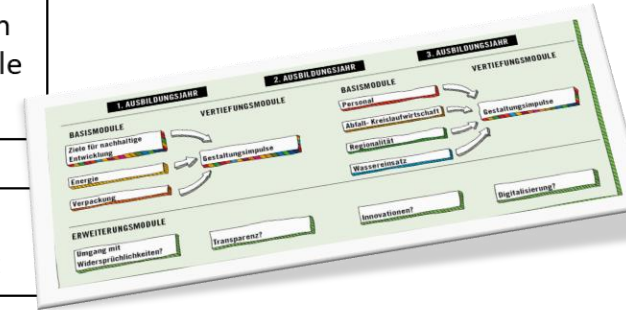 le
1. AUSBILDUNGSJAHR
2. AUSBILDUNGSJAHR
3. AUSBILDUNGSJAHR
BASISMODULE
Ziele für nachhaltige
Entwicklung
Energie
Verpackung
VERTIEFUNGSMODULE
Gestaltungsimpulse
BASISMODULE
Personal
Abfall- Kreislaufwirtschaft
Regionalität
Wassereinsatz
VERTIEFUNGSMODULE
Gestaltungsimpulse
ERWEITERUNGSMODULE
Umgang mit
Widersprüchlichkeiten?
Transparenz?
Innovationen?
Digitalisierung?